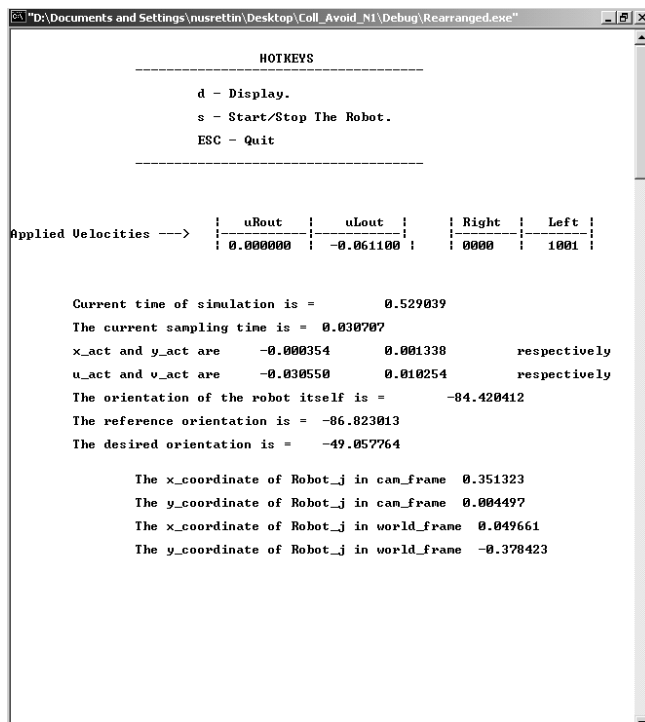 "D:\Documents and Settings\nusrettin\Desktop\Coll_Avoid_N1\Debug\Rearranged.exe"
HOTKEYS
------------------------------------
d - Display.
s - Start/Stop The Robot.
ESC - Quit
------------------------------------
¦ uRout ¦ uLout ¦ ¦ Right ¦ Left ¦
Applied Velocities ---> ¦-----------¦-----------¦ ¦--------¦--------¦
¦ 0.000000 ¦ -0.061100 ¦ ¦ 0000 ¦ 1001 ¦
Current time of simulation is = 0.529039
The current sampling time is = 0.030707
x_act and y_act are -0.000354 0.001338 respectively
u_act and v_act are -0.030550 0.010254 respectively
The orientation of the robot itself is = -84.420412
The reference orientation is = -86.823013
The desired orientation is = -49.057764
The x_coordinate of Robot_j in cam_frame 0.351323
The y_coordinate of Robot_j in cam_frame 0.004497
The x_coordinate of Robot_j in world_frame 0.049661
The y_coordinate of Robot_j in world_frame -0.378423